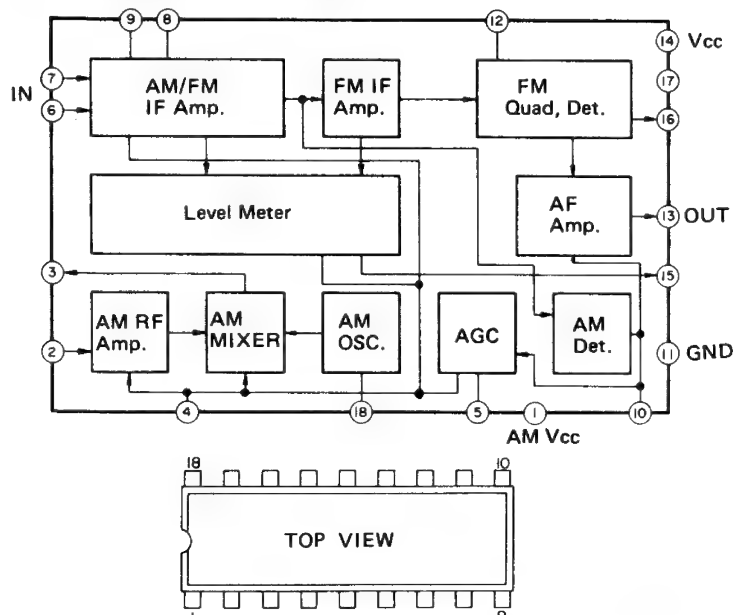 9 8 12
14 Vcc
7
IN
6
AM/FM
IF Amp.
FM IF
Amp.
FM
Quad, Det.
17
16
Level Meter
AF
Amp.
13 OUT
3
15
AM RF
Amp.
AM
MIXER
AM
OSC.
AGC
AM
Det.
2
11 GND
4 18 5 1 10
AM Vcc
18 10
TOP VIEW